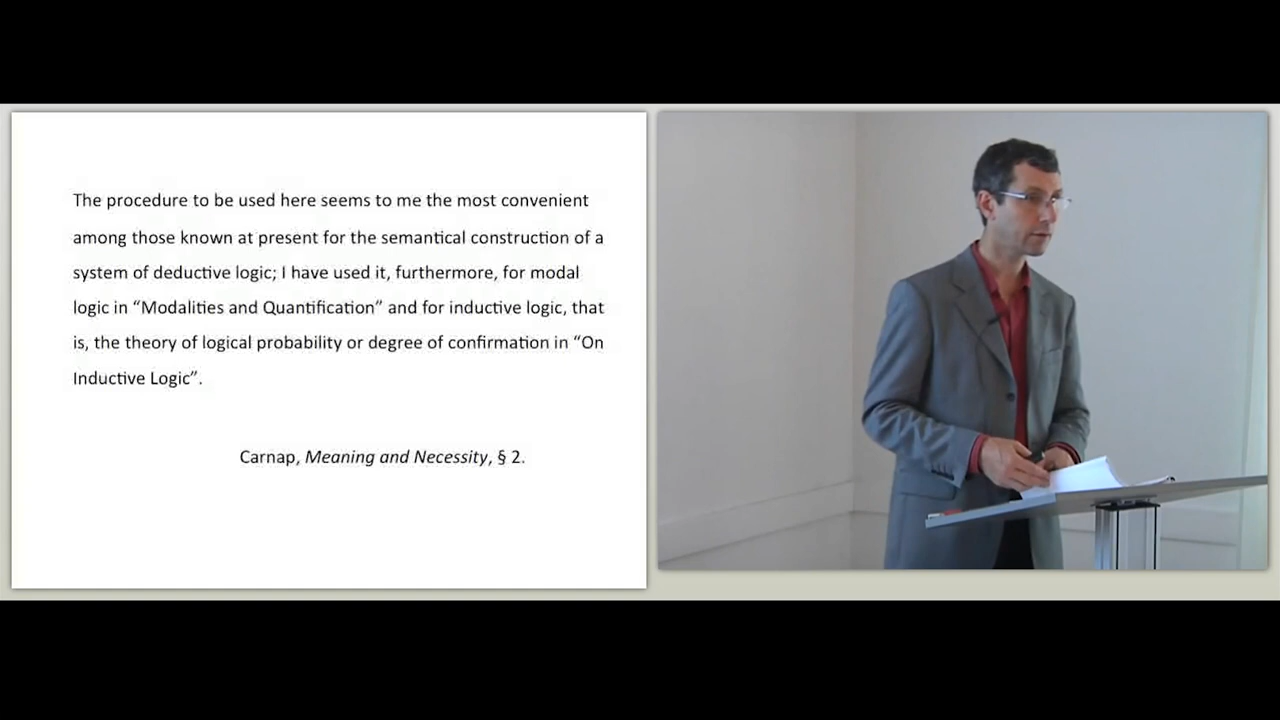 The procedure to be used here seems to me the most convenient
among those known at present for the semantical construction of a
system of deductive logic; I have used it, furthermore, for modal
logic in “Modalities and Quantification” and for inductive logic, that
is, the theory of logical probability or degree of confirmation in “On
Inductive Logic”.
Carnap, Meaning and Necessity, § 2.